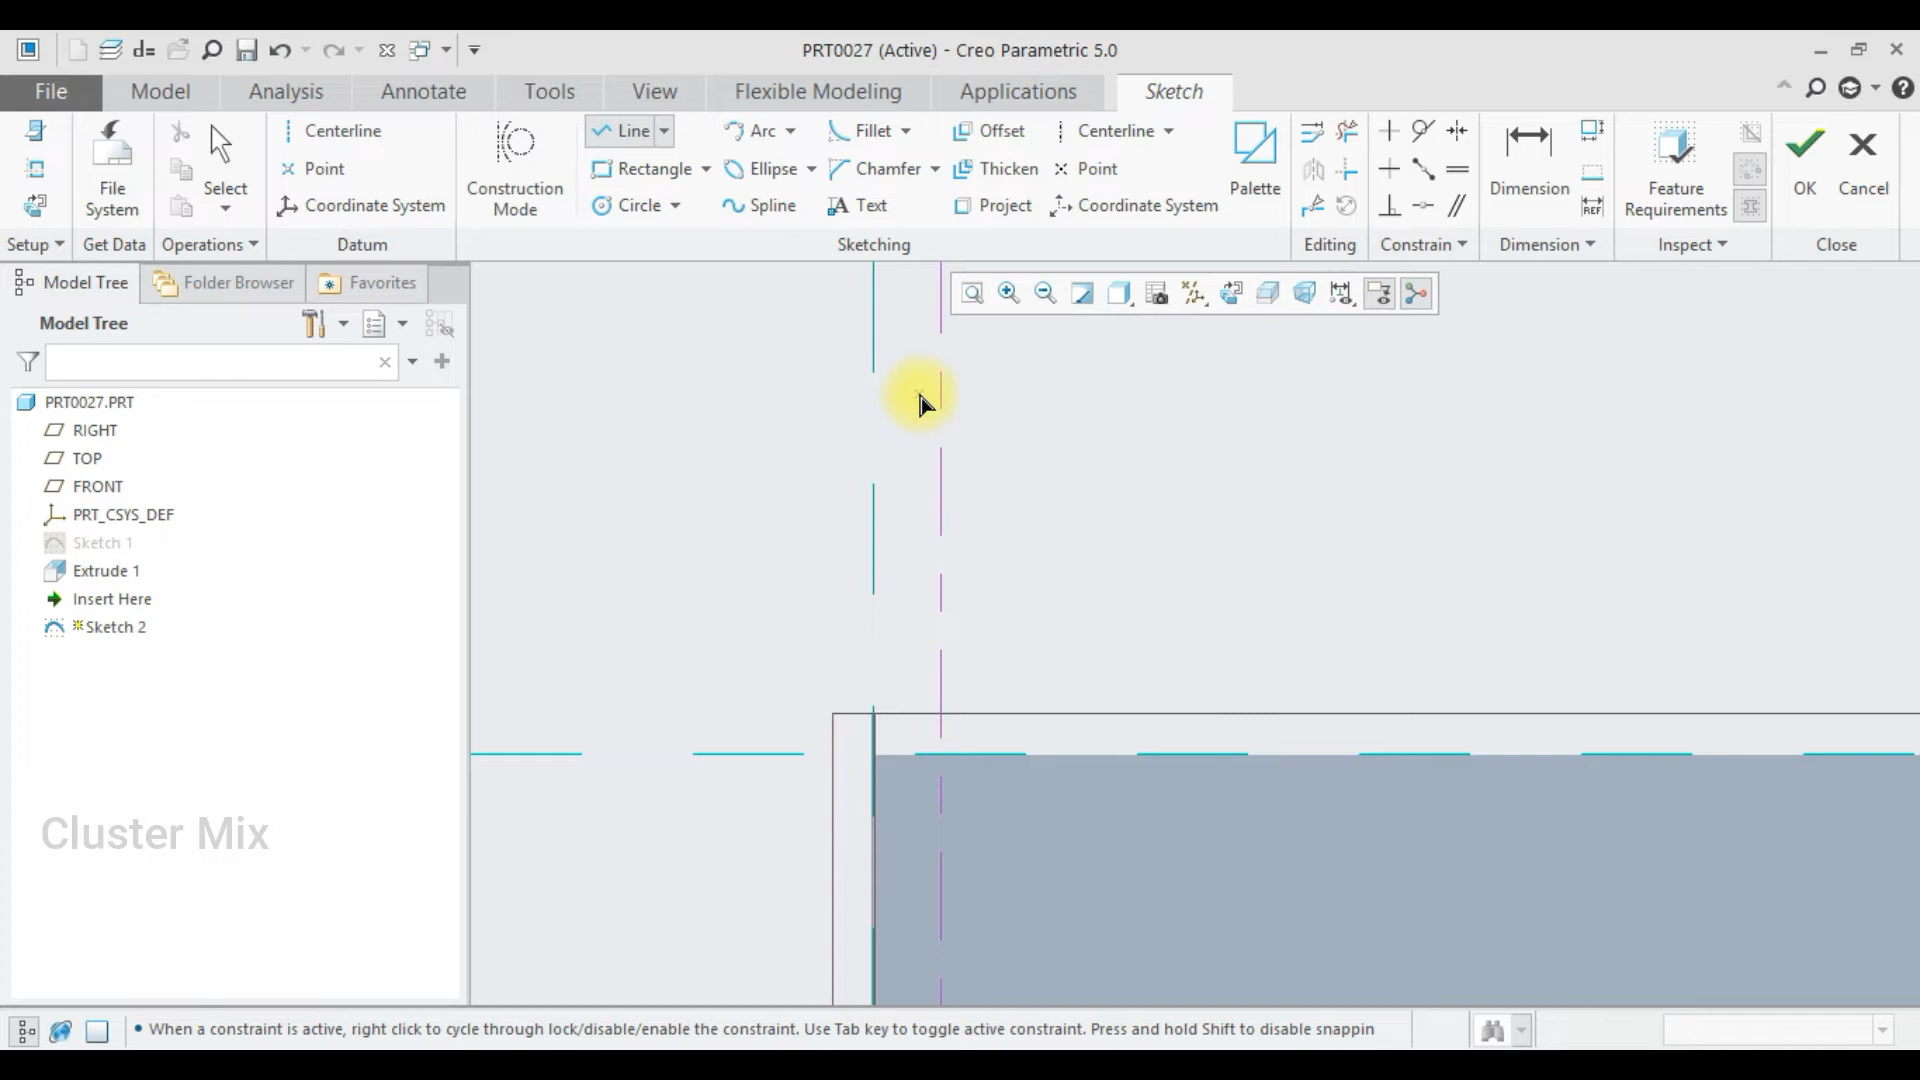 d=
PRT0027 (Active) - Creo Parametric 5.0
File Model Analysis Annotate Tools View Flexible Modeling Applications Sketch
Centerline Line Arc Fillet Offset Centerline
Point Rectangle Ellipse Chamfer Thicken Point
File System Select Coordinate System Construction Mode Circle Spline Text Project Coordinate System Palette Dimension REF Feature Requirements OK Cancel
Setup Get Data Operations Datum Sketching Editing Constrain Dimension Inspect Close
Model Tree Folder Browser Favorites
Model Tree
PRT0027.PRT
RIGHT
TOP
FRONT
PRT_CSYS_DEF
Sketch 1
Extrude 1
Insert Here
Sketch 2
Cluster Mix
• When a constraint is active, right click to cycle through lock/disable/enable the constraint. Use Tab key to toggle active constraint. Press and hold Shift to disable snappin